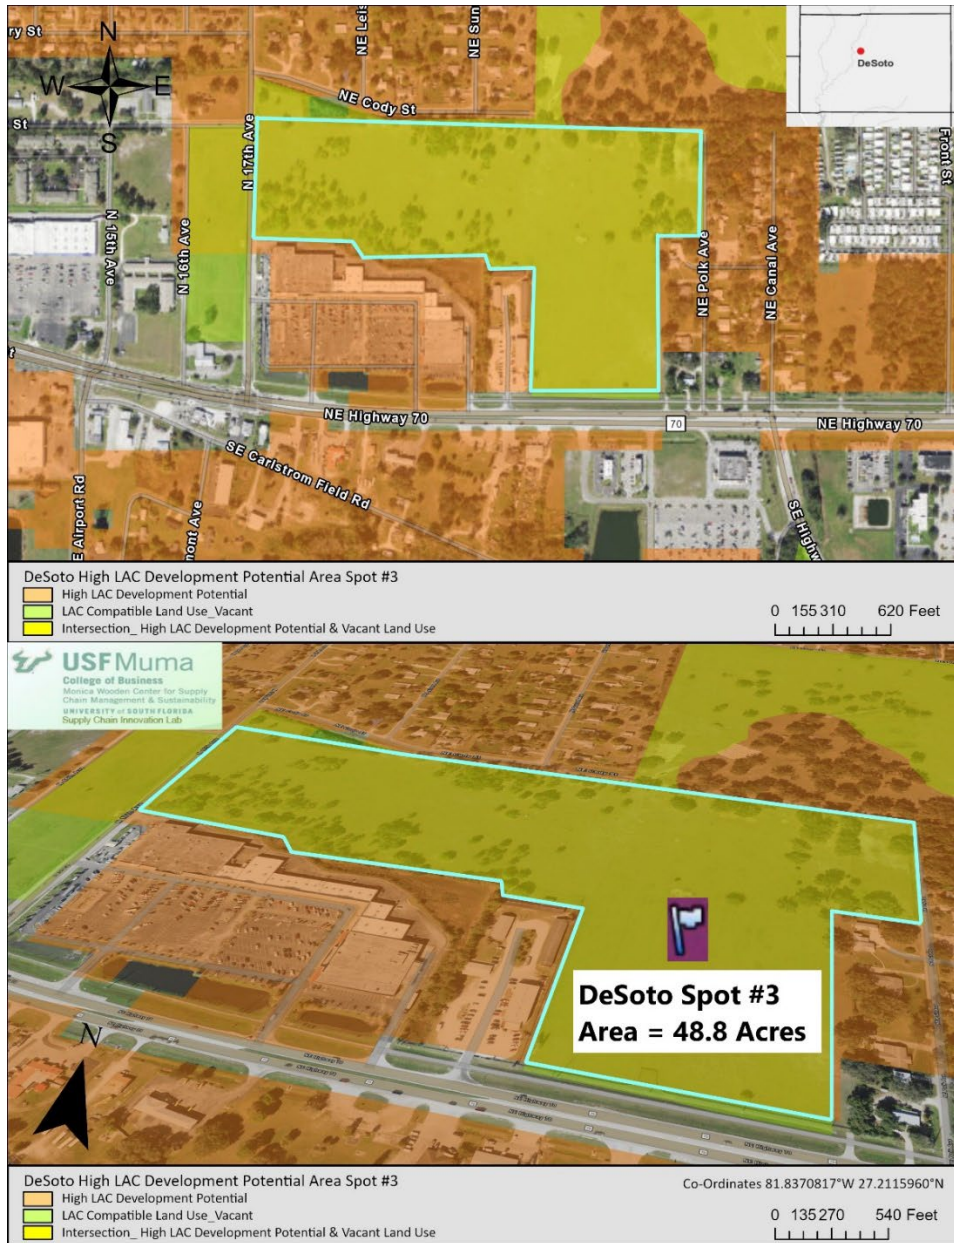 ry St
N
W E
S
St
NE Leis
NE Sun
NE Cody St
N 17th Ave
N 16th Ave
N 15th Ave
NE Polk Ave
NE Canal Ave
Front St
DeSoto
NE Highway 70
70
NE Highway 70
SE Carlstrom Field Rd
E Airport Rd
mont Ave
SE Highw
DeSoto High LAC Development Potential Area Spot #3
High LAC Development Potential
LAC Compatible Land Use_Vacant
Intersection_ High LAC Development Potential & Vacant Land Use
0 155 310 620 Feet
USF Muma
College of Business
Monica Wooden Center for Supply
Chain Management & Sustainability
UNIVERSITY of SOUTH FLORIDA
Supply Chain Innovation Lab
DeSoto Spot #3
Area = 48.8 Acres
N
NE Highway 70
NE Highway 70
DeSoto High LAC Development Potential Area Spot #3
High LAC Development Potential
LAC Compatible Land Use_Vacant
Intersection_ High LAC Development Potential & Vacant Land Use
Co-Ordinates 81.8370817°W 27.2115960°N
0 135 270 540 Feet